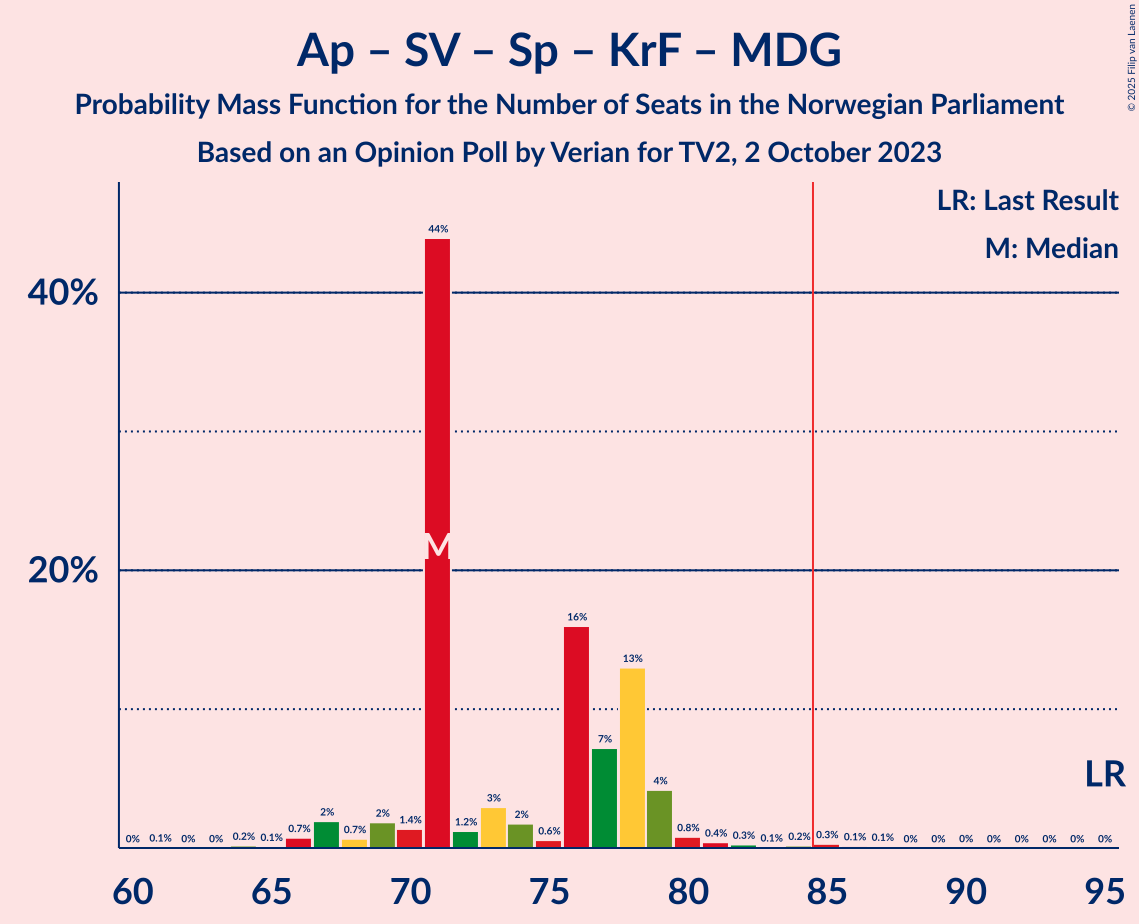 Ap – SV – Sp – KrF – MDG
Probability Mass Function for the Number of Seats in the Norwegian Parliament
Based on an Opinion Poll by Verian for TV2, 2 October 2023
© 2025 Filip van Laenen
LR: Last Result
M: Median
44%
40%
M
20%
16%
13%
7%
LR
4%
3%
0% 0.1% 0% 0% 0.2% 0.1% 0.7% 2% 0.7% 2% 1.4% 1.2% 2% 0.6% 0.8% 0.4% 0.3% 0.1% 0.2% 0.3% 0.1% 0.1% 0% 0% 0% 0% 0% 0% 0% 0%
60 65 70 75 80 85 90 95